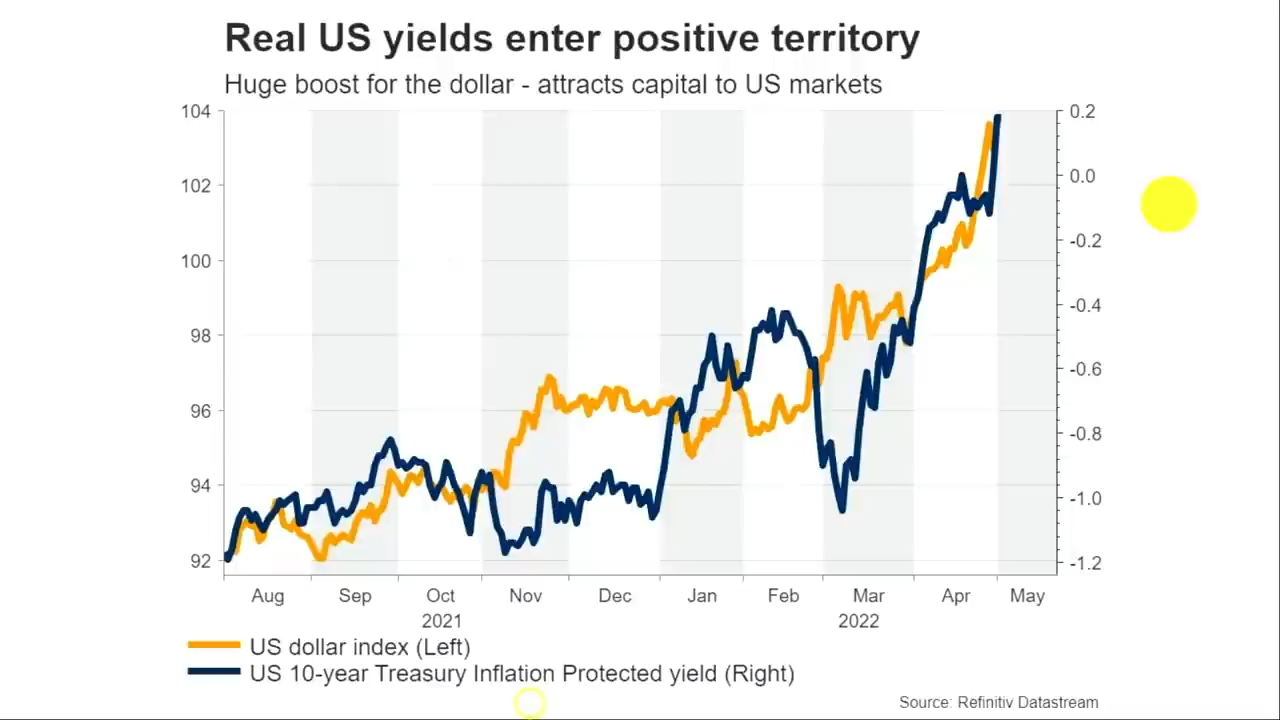 Real US yields enter positive territory
Huge boost for the dollar - attracts capital to US markets
104
102
100
98
96
94
92
0.2
0.0
-0.2
-0.4
-0.6
-0.8
-1.0
-1.2
Aug Sep Oct Nov Dec Jan Feb Mar Apr May
2021 2022
US dollar index (Left)
US 10-year Treasury Inflation Protected yield (Right)
Source: Refinitiv Datastream